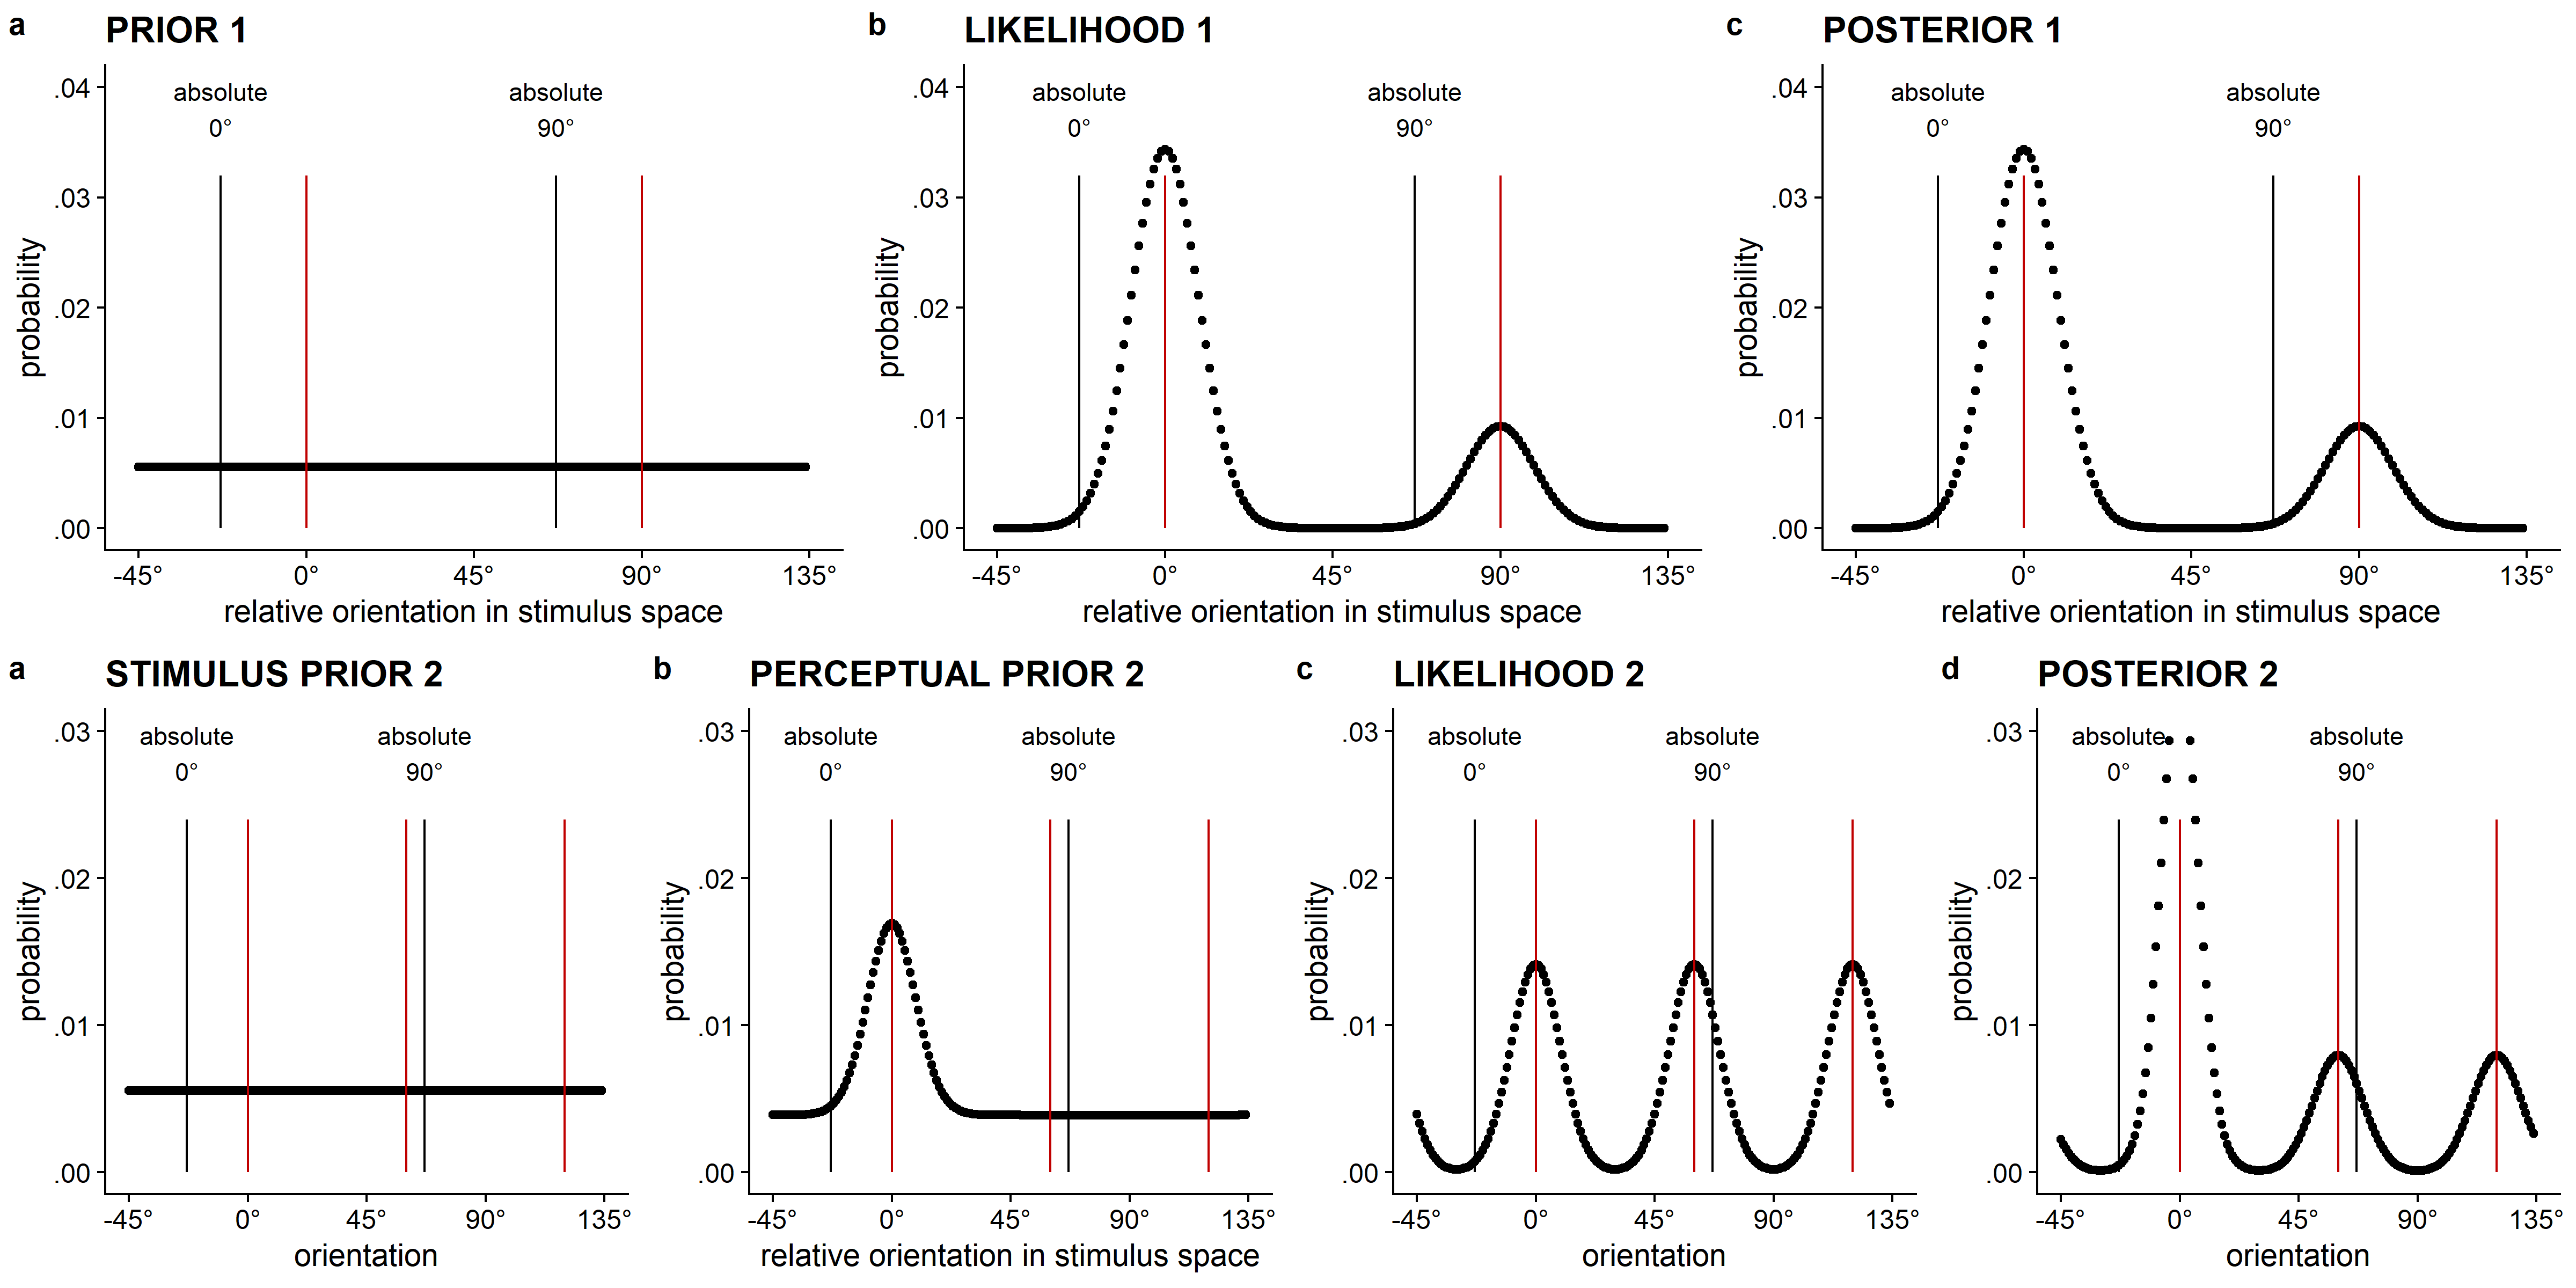 a PRIOR 1
absolute absolute
0° 90°
.04
.03
.02
.01
.00
probability
-45° 0° 45° 90° 135°
relative orientation in stimulus space
b LIKELIHOOD 1
absolute absolute
0° 90°
.04
.03
.02
.01
.00
probability
-45° 0° 45° 90° 135°
relative orientation in stimulus space
c POSTERIOR 1
absolute absolute
0° 90°
.04
.03
.02
.01
.00
probability
-45° 0° 45° 90° 135°
relative orientation in stimulus space
a STIMULUS PRIOR 2
absolute absolute
0° 90°
.03
.02
.01
.00
probability
-45° 0° 45° 90° 135°
orientation
b PERCEPTUAL PRIOR 2
absolute absolute
0° 90°
.03
.02
.01
.00
probability
-45° 0° 45° 90° 135°
relative orientation in stimulus space
c LIKELIHOOD 2
absolute absolute
0° 90°
.03
.02
.01
.00
probability
-45° 0° 45° 90° 135°
orientation
d POSTERIOR 2
absolute absolute
0° 90°
.03
.02
.01
.00
probability
-45° 0° 45° 90° 135°
orientation